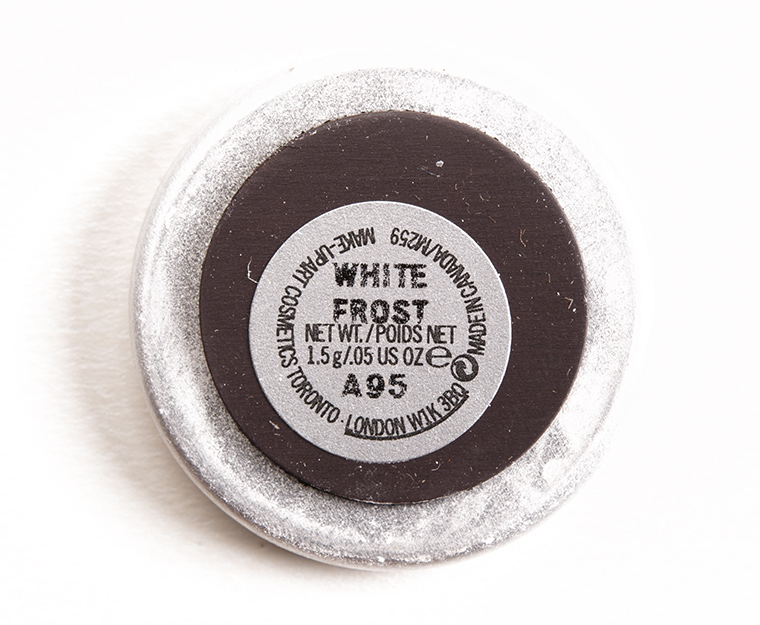 WHITE
FROST
NET WT./POIDS NET
1.5 g/.05 US OZ e
A95
MAKE-UP ART COSMETICS TORONTO · LONDON W1K 3BQ MADE IN CANADA/M259